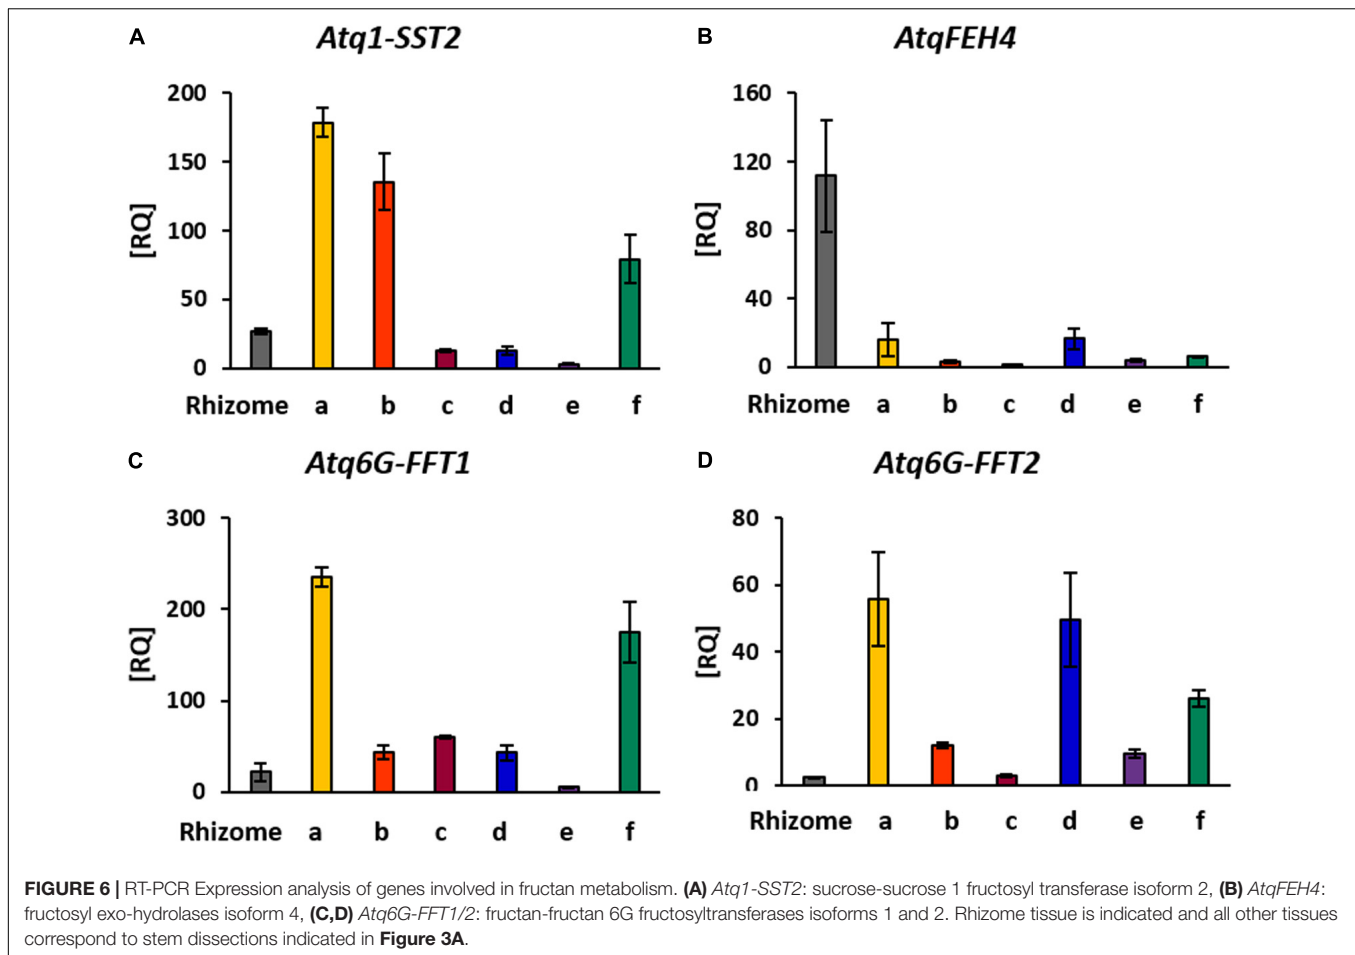 A
Atq1-SST2
[RQ]
200
150
100
50
0
Rhizome a b c d e f
B
AtqFEH4
[RQ]
160
120
80
40
0
Rhizome a b c d e f
C
Atq6G-FFT1
[RQ]
300
200
100
0
Rhizome a b c d e f
D
Atq6G-FFT2
[RQ]
80
60
40
20
0
Rhizome a b c d e f
FIGURE 6 | RT-PCR Expression analysis of genes involved in fructan metabolism. (A) Atq1-SST2: sucrose-sucrose 1 fructosyl transferase isoform 2, (B) AtqFEH4:
fructosyl exo-hydrolases isoform 4, (C,D) Atq6G-FFT1/2: fructan-fructan 6G fructosyltransferases isoforms 1 and 2. Rhizome tissue is indicated and all other tissues
correspond to stem dissections indicated in Figure 3A.